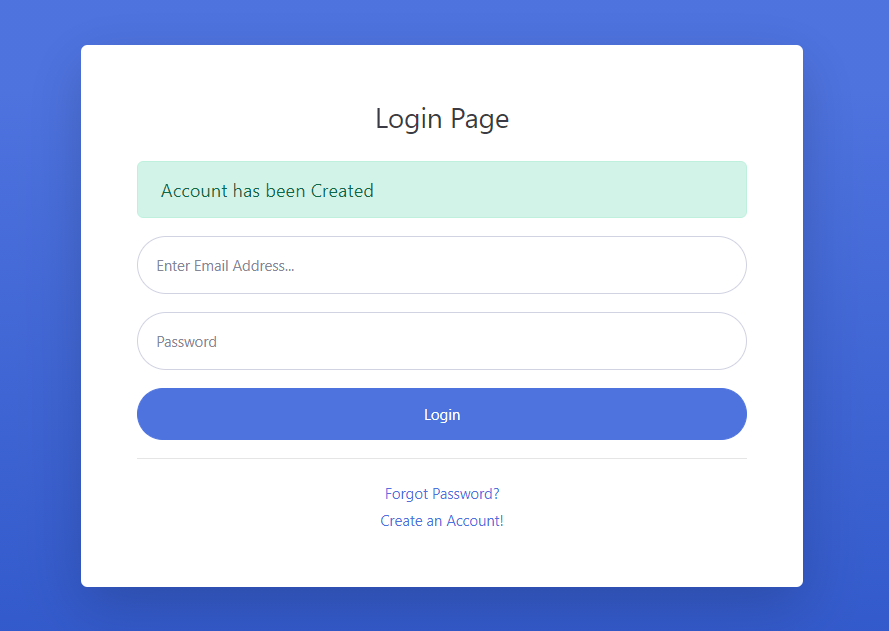 Login Page
Account has been Created
Enter Email Address...
Password
Login
Forgot Password?
Create an Account!